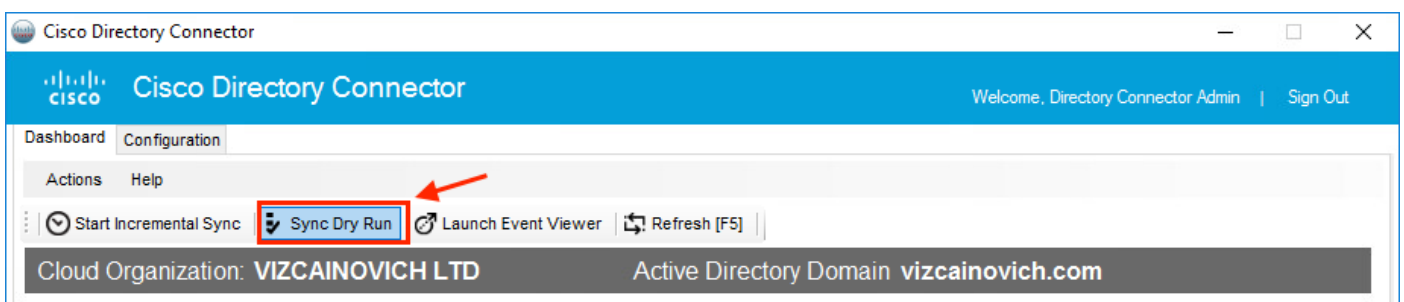 Cisco Directory Connector
CISCO Cisco Directory Connector Welcome, Directory Connector Admin | Sign Out
Dashboard Configuration
Actions Help
Start Incremental Sync Sync Dry Run Launch Event Viewer Refresh [F5]
Cloud Organization: VIZCAINOVICH LTD Active Directory Domain vizcainovich.com